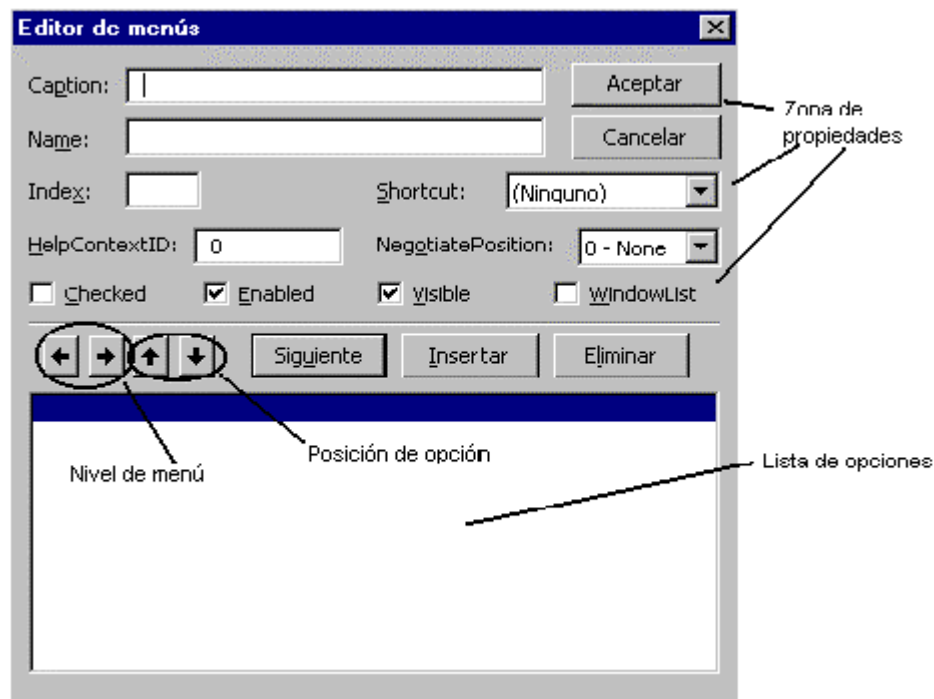 Editor de menús
Caption:
Aceptar
Zona de
propiedades
Name:
Cancelar
Index:
Shortcut:
(Ninguno)
HelpContextID:
0
NegotiatePosition:
0 - None
Checked
Enabled
Visible
WindowList
Siguiente
Insertar
Eliminar
Posición de opción
Nivel de menú
Lista de opciones